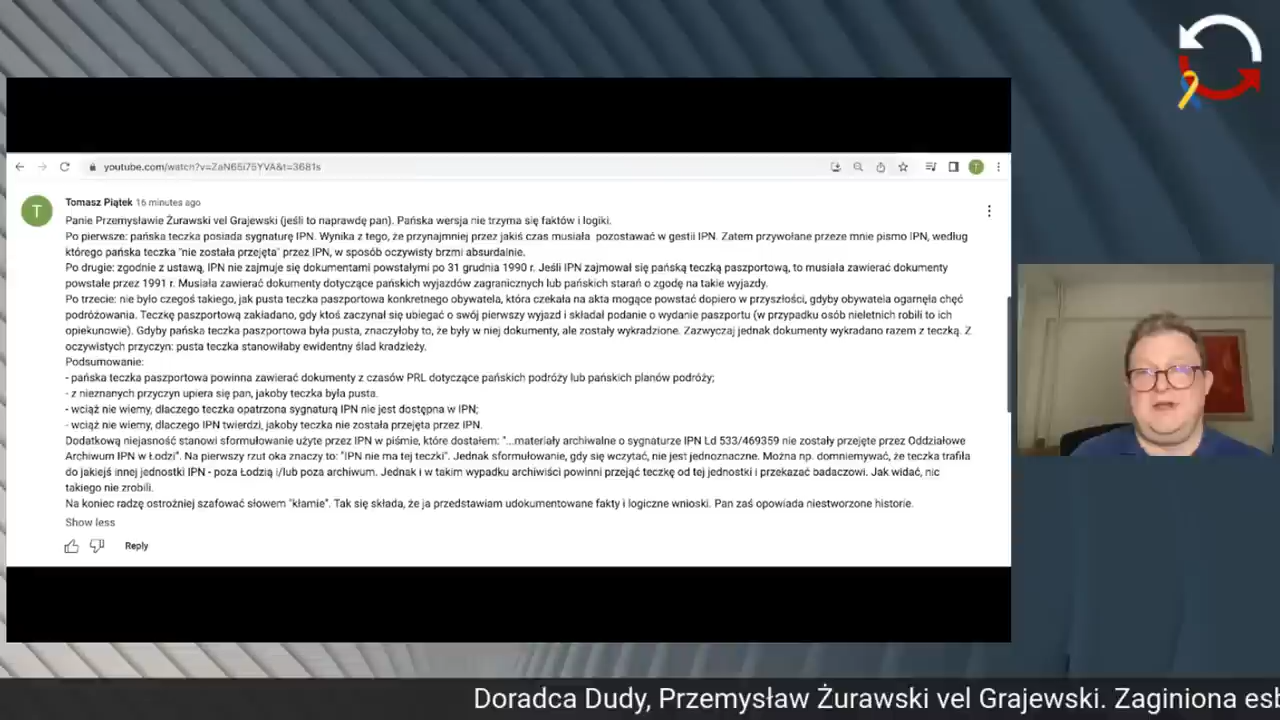 youtube.com/watch?v=ZaN65i75YVA&t=3681s
T
T
Tomasz Piątek 16 minutes ago
Panie Przemysławie Żurawski vel Grajewski (jeśli to naprawdę pan). Pańska wersja nie trzyma się faktów i logiki.
Po pierwsze: pańska teczka posiada sygnaturę IPN. Wynika z tego, że przynajmniej przez jakiś czas musiała pozostawać w gestii IPN. Zatem przywołane przeze mnie pismo IPN, według
którego pańska teczka "nie została przejęta" przez IPN, w sposób oczywisty brzmi absurdalnie.
Po drugie: zgodnie z ustawą, IPN nie zajmuje się dokumentami powstałymi po 31 grudnia 1990 r. Jeśli IPN zajmował się pańską teczką paszportową, to musiała zawierać dokumenty
powstałe przez 1991 r. Musiała zawierać dokumenty dotyczące pańskich wyjazdów zagranicznych lub pańskich starań o zgodę na takie wyjazdy.
Po trzecie: nie było czegoś takiego, jak pusta teczka paszportowa konkretnego obywatela, która czekała na akta mogące powstać dopiero w przyszłości, gdyby obywatela ogarnęła chęć
podróżowania. Teczkę paszportową zakładano, gdy ktoś zaczynał się ubiegać o swój pierwszy wyjazd i składał podanie o wydanie paszportu (w przypadku osób nieletnich robili to ich
opiekunowie). Gdyby pańska teczka paszportowa była pusta, znaczyłoby to, że były w niej dokumenty, ale zostały wykradzione. Zazwyczaj jednak dokumenty wykradano razem z teczką. Z
oczywistych przyczyn: pusta teczka stanowiłaby ewidentny ślad kradzieży.
Podsumowanie:
- pańska teczka paszportowa powinna zawierać dokumenty z czasów PRL dotyczące pańskich podróży lub pańskich planów podróży;
- z nieznanych przyczyn upiera się pan, jakoby teczka była pusta.
- wciąż nie wiemy, dlaczego teczka opatrzona sygnaturą IPN nie jest dostępna w IPN;
- wciąż nie wiemy, dlaczego IPN twierdzi, jakoby teczka nie została przejęta przez IPN.
Dodatkową niejasność stanowi sformułowanie użyte przez IPN w piśmie, które dostałem: "...materiały archiwalne o sygnaturze IPN Ld 533/469359 nie zostały przejęte przez Oddziałowe
Archiwum IPN w Łodzi". Na pierwszy rzut oka znaczy to: "IPN nie ma tej teczki". Jednak sformułowanie, gdy się wczytać, nie jest jednoznaczne. Można np. domniemywać, że teczka trafiła
do jakiejś innej jednostki IPN - poza Łodzią i/lub poza archiwum. Jednak i w takim wypadku archiwiści powinni przejąć teczkę od tej jednostki i przekazać badaczowi. Jak widać, nic
takiego nie zrobili.
Na koniec radzę ostrożniej szafować słowem "kłamie". Tak się składa, że ja przedstawiam udokumentowane fakty i logiczne wnioski. Pan zaś opowiada niestworzone historie.
Show less
Reply
Doradca Dudy, Przemysław Żurawski vel Grajewski. Zaginiona esb